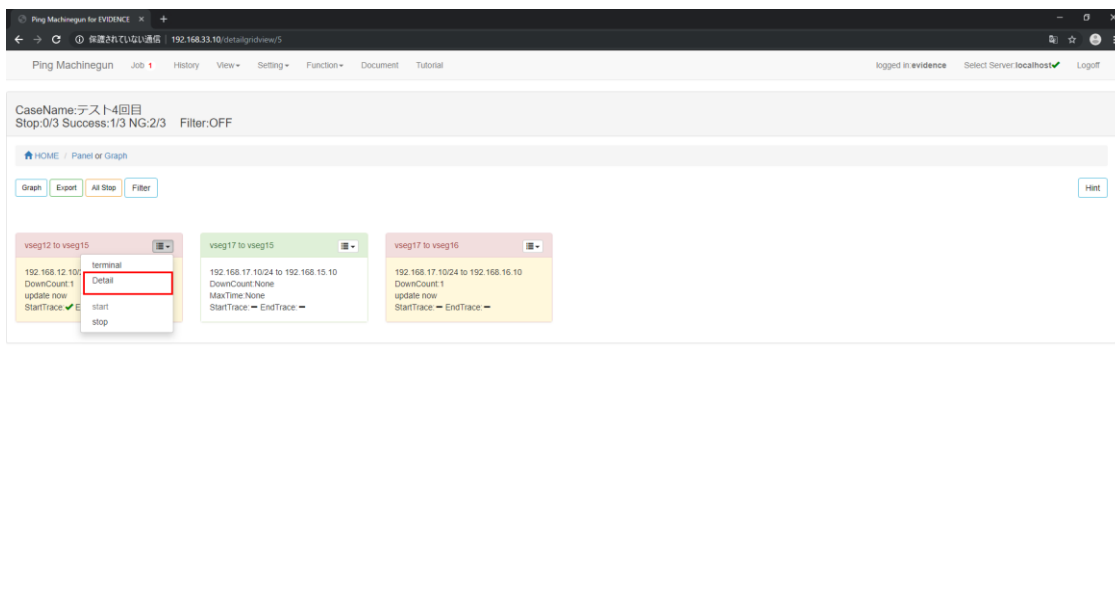 Ping Machinegun for EVIDENCE
保護されていない通信 | 192.168.33.10/detailgridview/5
Ping Machinegun Job 1 History View Setting Function Document Tutorial logged in:evidence Select Server:localhost Logoff
CaseName:テスト4回目
Stop:0/3 Success:1/3 NG:2/3 Filter:OFF
HOME / Panel or Graph
Graph Export All Stop Filter Hint
vseg12 to vseg15
192.168.12.10/
DownCount:1
update now
StartTrace: E
terminal
Detail
start
stop
vseg17 to vseg15
192.168.17.10/24 to 192.168.15.10
DownCount:None
MaxTime:None
StartTrace: EndTrace:
vseg17 to vseg16
192.168.17.10/24 to 192.168.16.10
DownCount:1
update now
StartTrace: EndTrace: